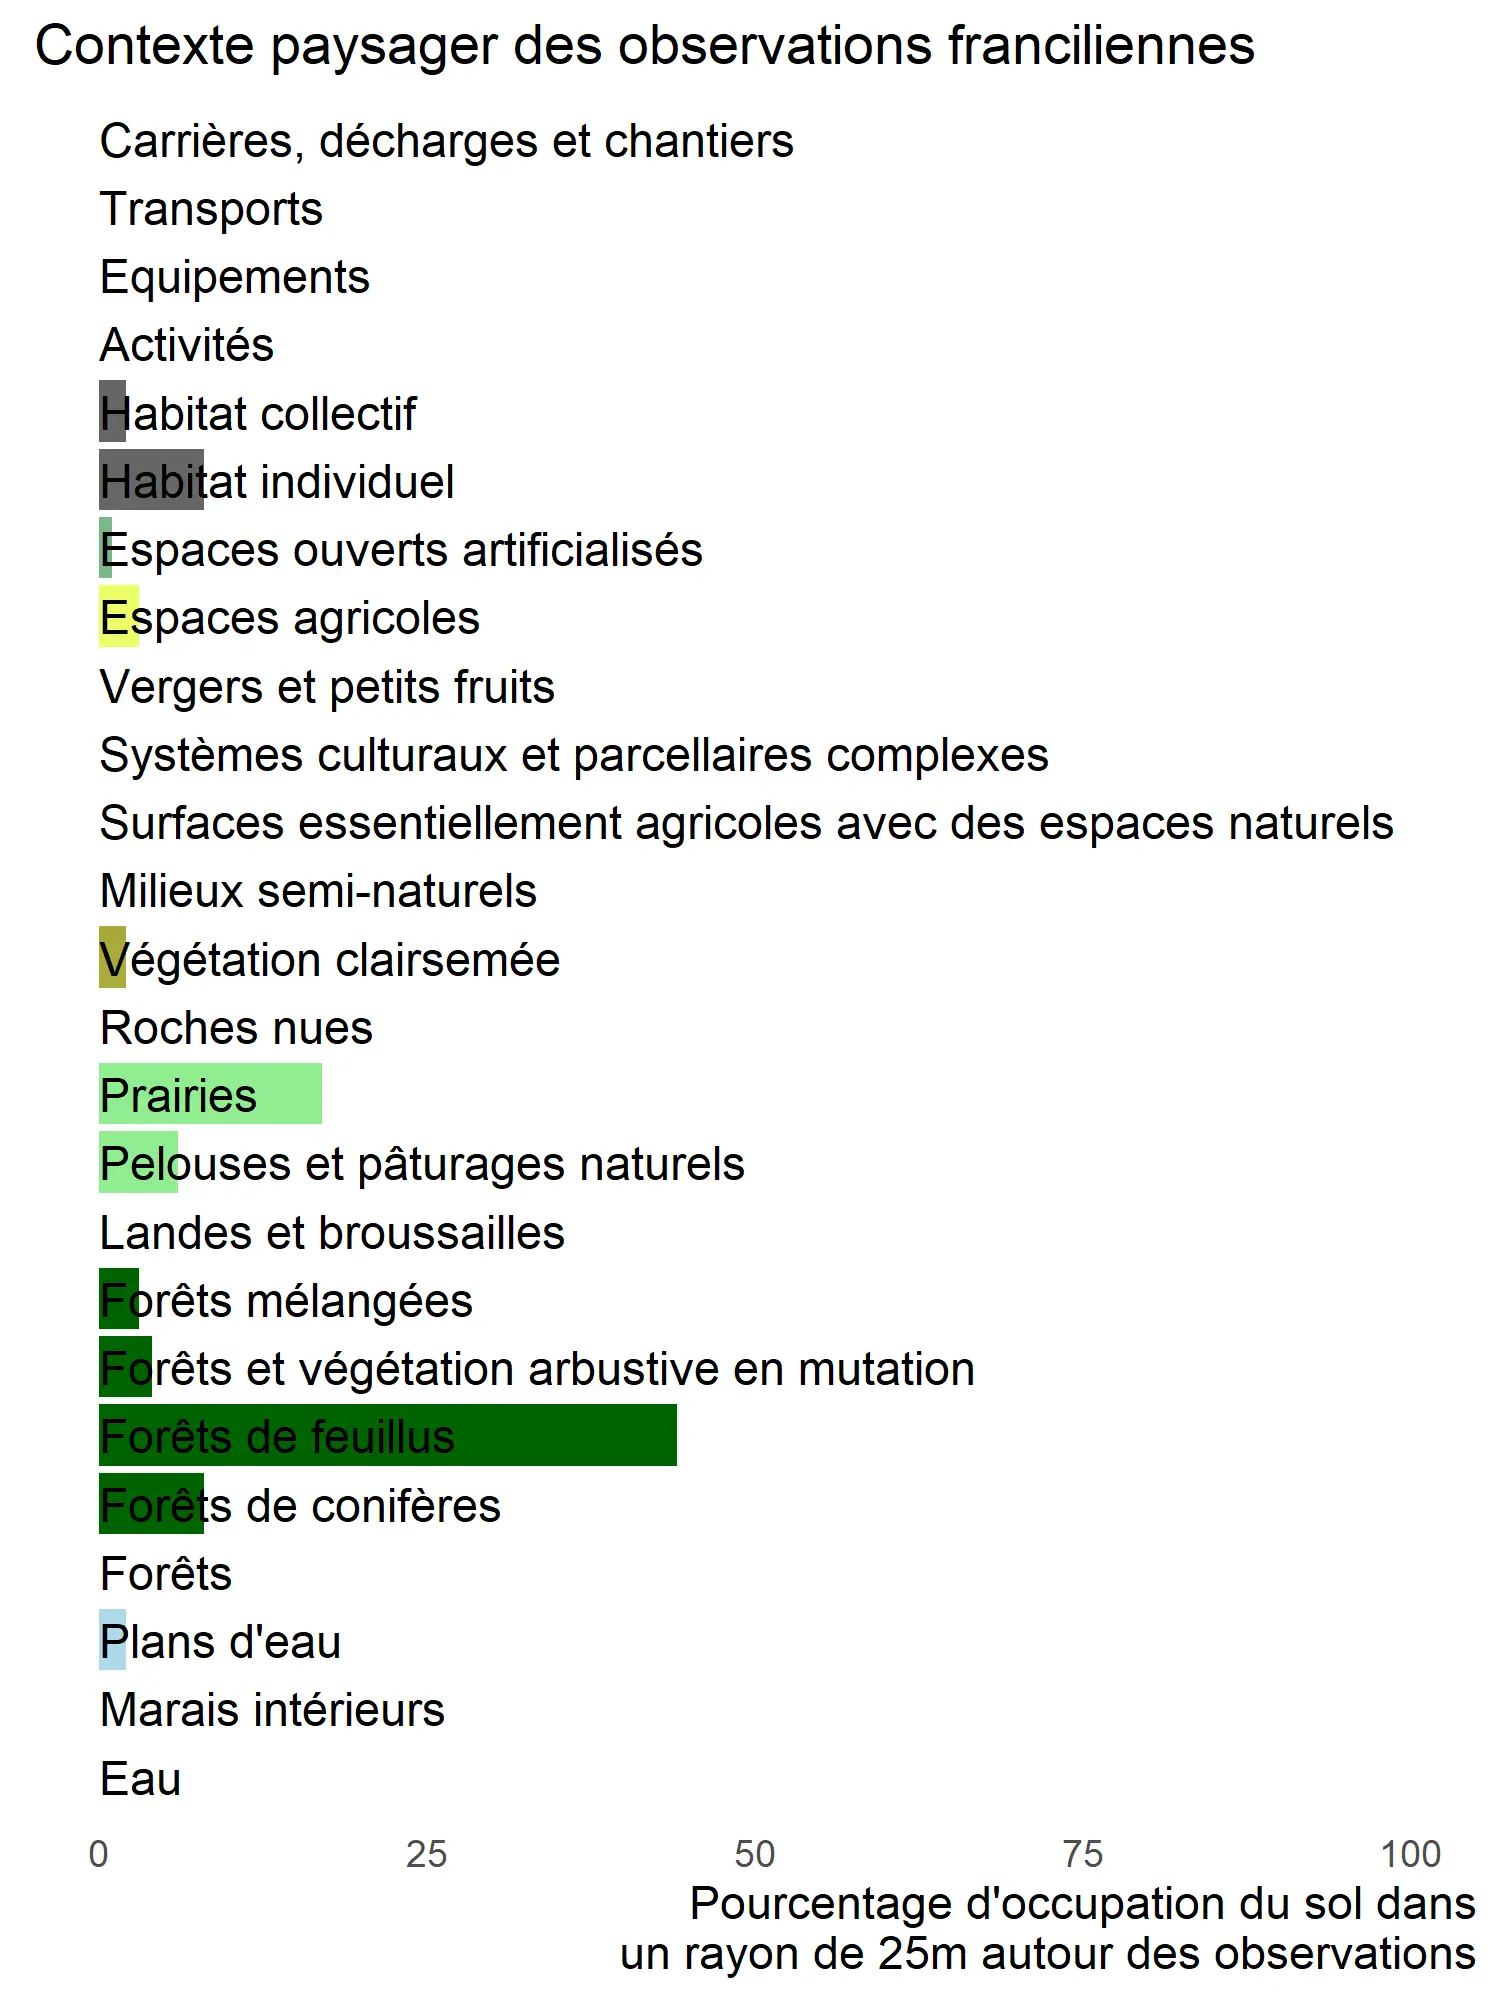 Contexte paysager des observations franciliennes
Carrières, décharges et chantiers
Transports
Equipements
Activités
Habitat collectif
Habitat individuel
Espaces ouverts artificialisés
Espaces agricoles
Vergers et petits fruits
Systèmes culturaux et parcellaires complexes
Surfaces essentiellement agricoles avec des espaces naturels
Milieux semi-naturels
Végétation clairsemée
Roches nues
Prairies
Pelouses et pâturages naturels
Landes et broussailles
Forêts mélangées
Forêts et végétation arbustive en mutation
Forêts de feuillus
Forêts de conifères
Forêts
Plans d'eau
Marais intérieurs
Eau
0 25 50 75 100
Pourcentage d'occupation du sol dans
un rayon de 25m autour des observations